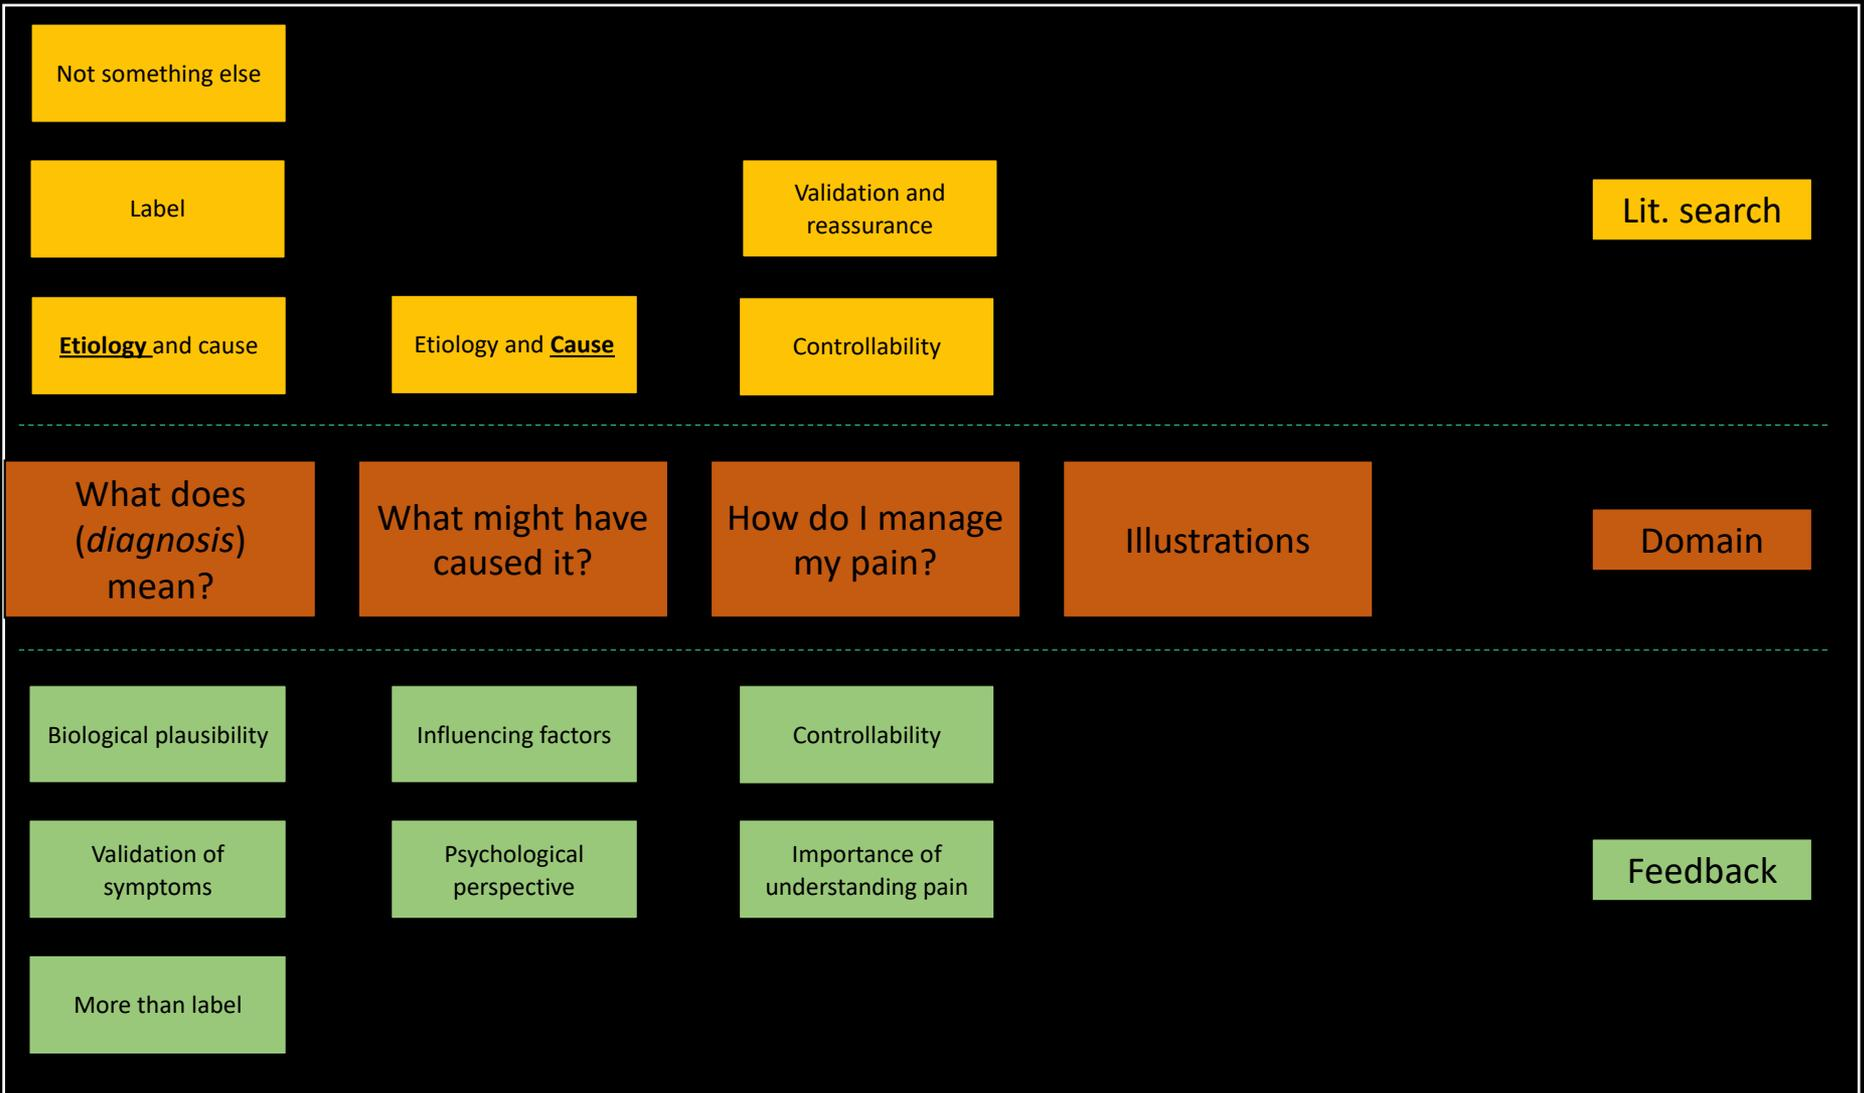 Not something else
Label
Validation and
reassurance
Lit. search
Etiology and cause
Etiology and Cause
Controllability
What does
(diagnosis)
mean?
What might have
caused it?
How do I manage
my pain?
Illustrations
Domain
Biological plausibility
Influencing factors
Controllability
Validation of
symptoms
Psychological
perspective
Importance of
understanding pain
Feedback
More than label